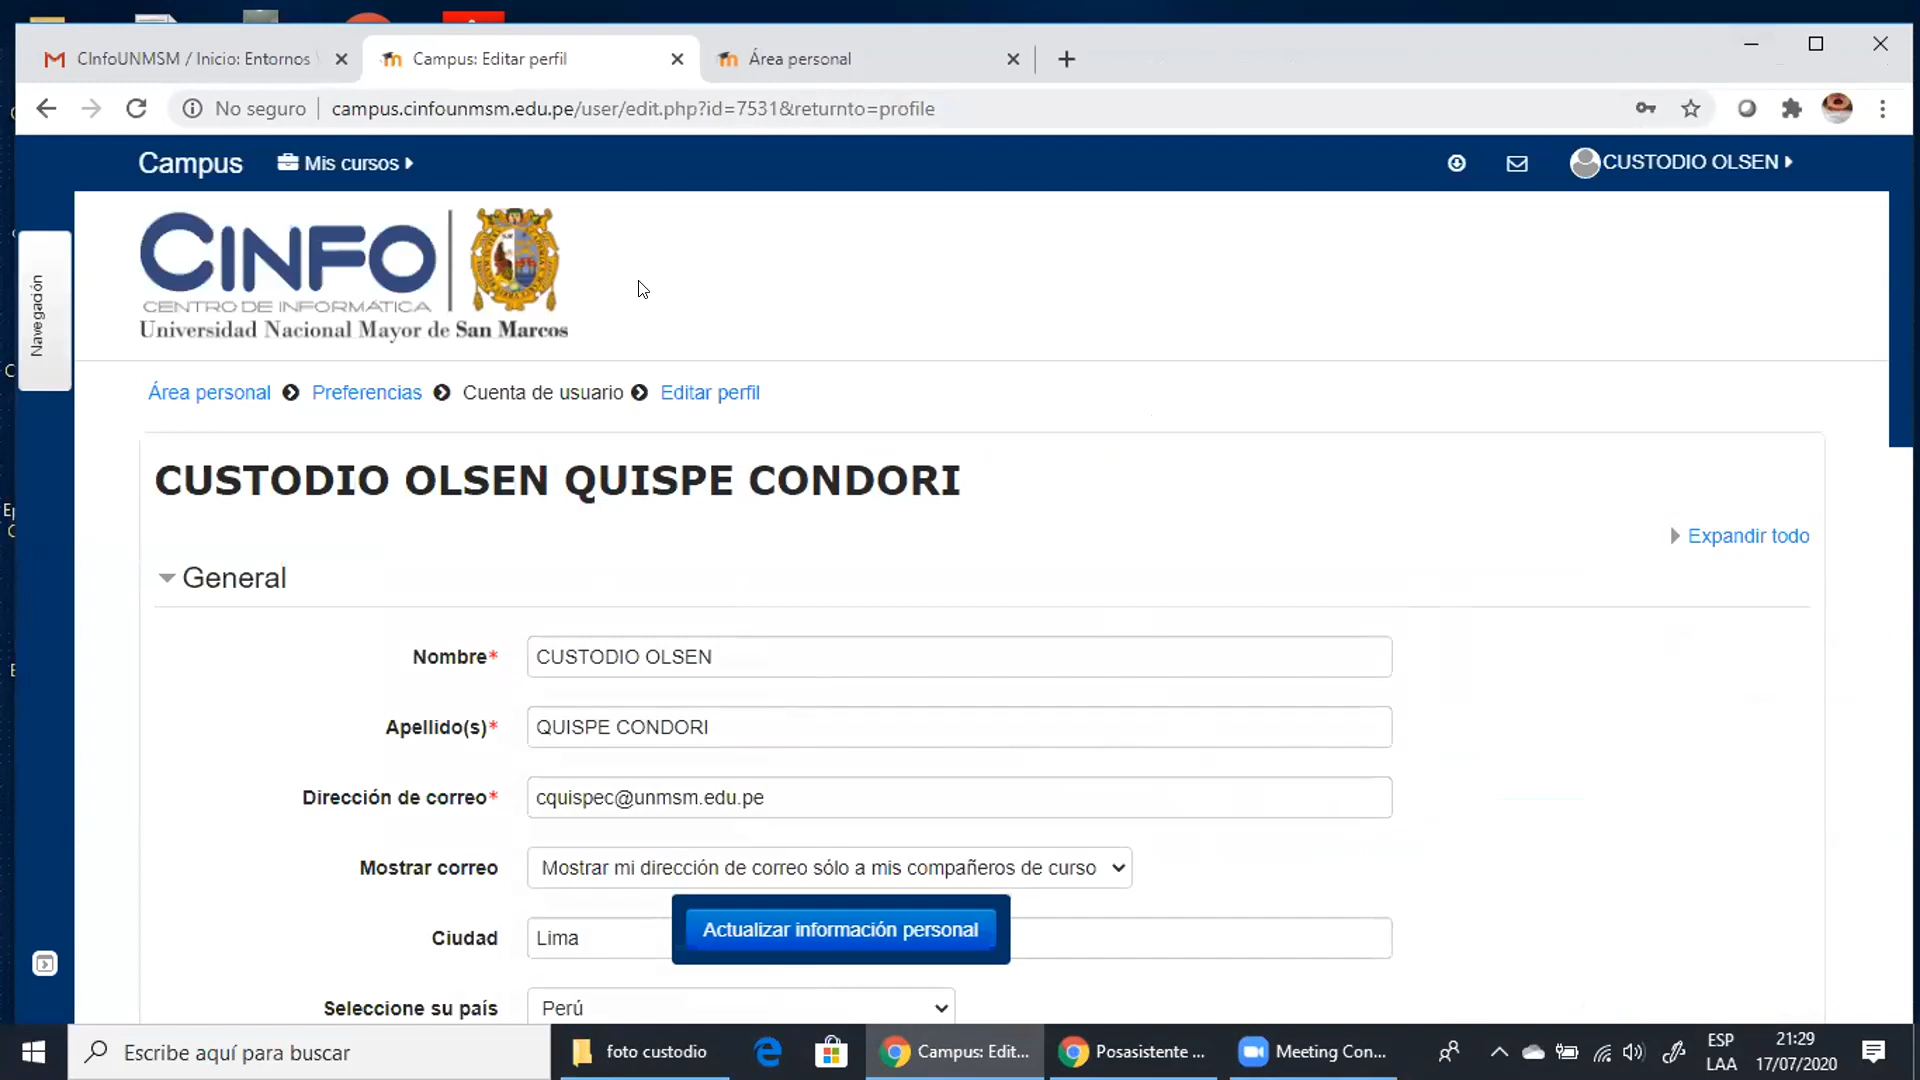 CInfoUNMSM / Inicio: Entornos
Campus: Editar perfil
Área personal
No seguro
campus.cinfounmsm.edu.pe/user/edit.php?id=7531&returnto=profile
Campus
Mis cursos
CUSTODIO OLSEN
Navegación
CINFO
CENTRO DE INFORMÁTICA
Universidad Nacional Mayor de San Marcos
Área personal
Preferencias
Cuenta de usuario
Editar perfil
CUSTODIO OLSEN QUISPE CONDORI
Expandir todo
General
Nombre*
CUSTODIO OLSEN
Apellido(s)*
QUISPE CONDORI
Dirección de correo*
cquispec@unmsm.edu.pe
Mostrar correo
Mostrar mi dirección de correo sólo a mis compañeros de curso
Actualizar información personal
Ciudad
Lima
Seleccione su país
Perú
Escribe aquí para buscar
foto custodio
Campus: Edit...
Posasistente ...
Meeting Con...
ESP
LAA
21:29
17/07/2020